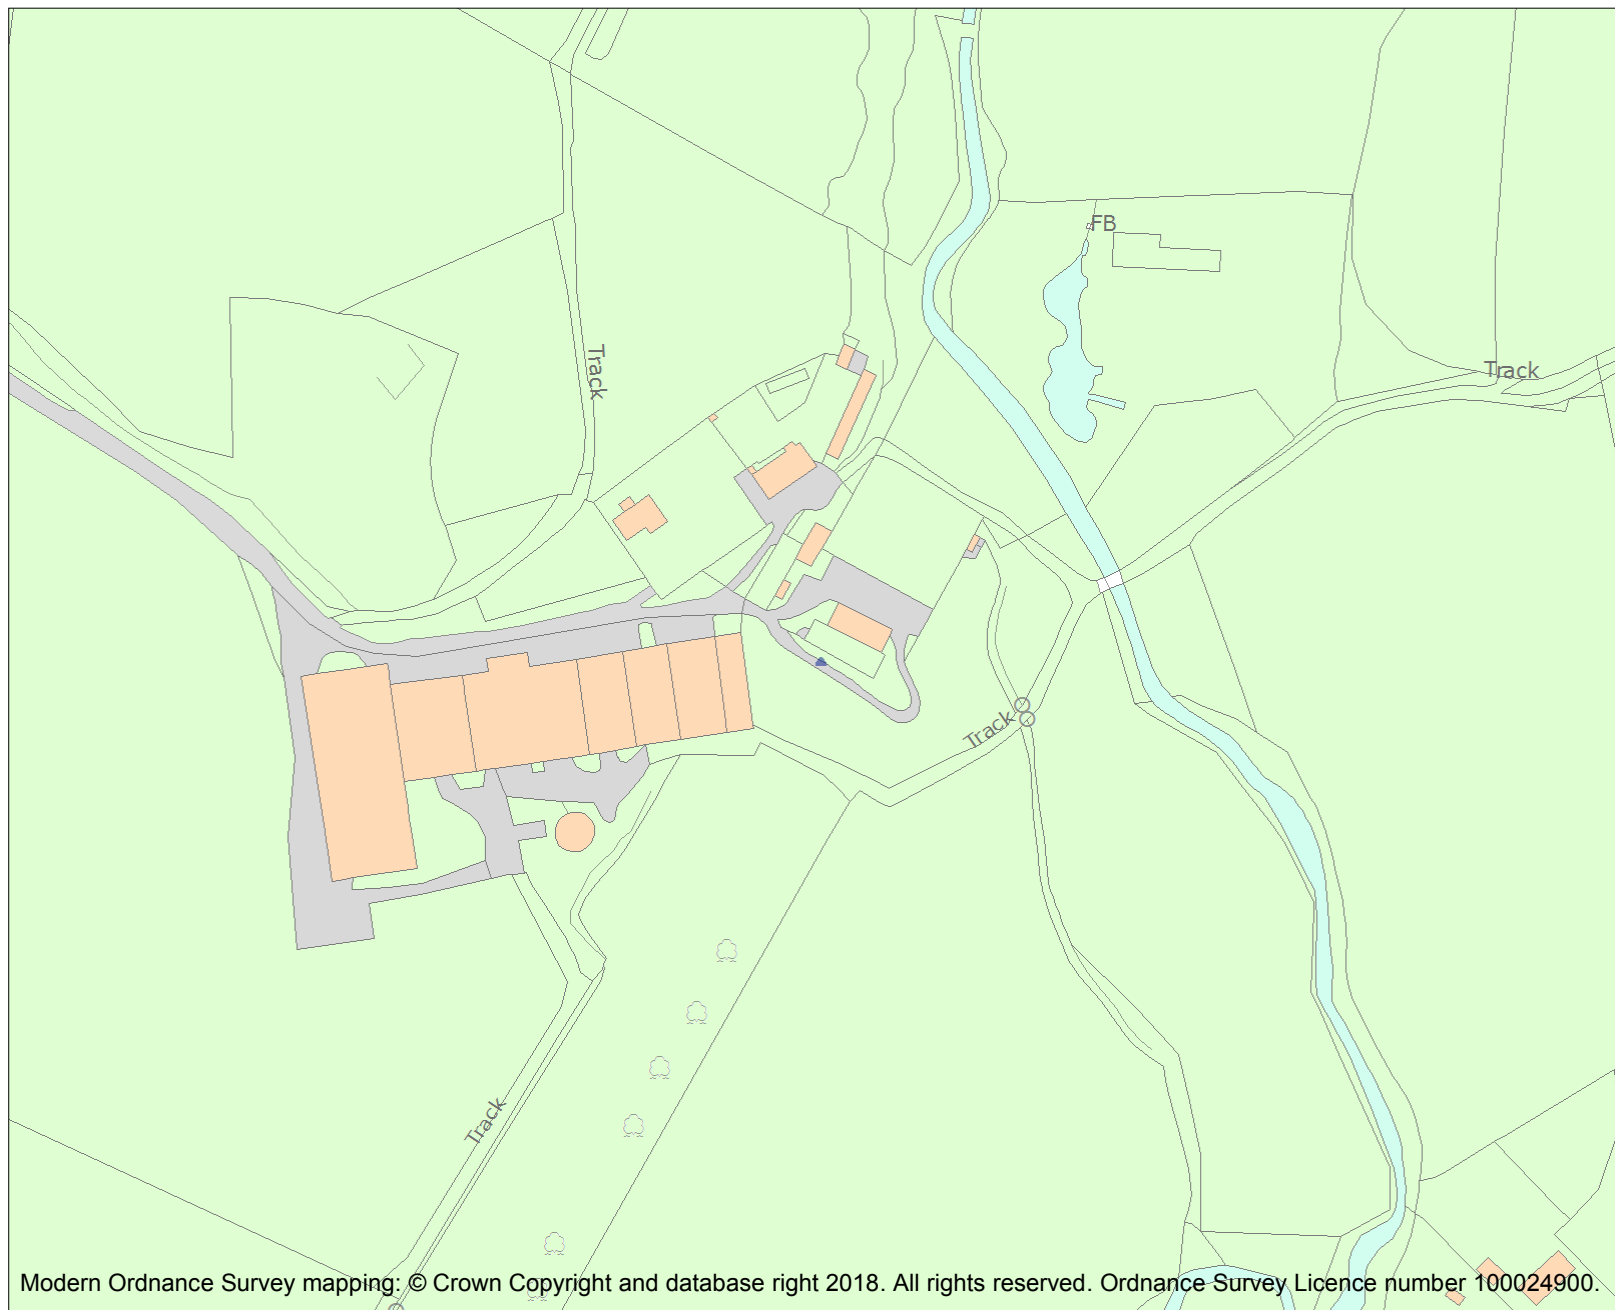 FB
Track
Track
Track
Track
Modern Ordnance Survey mapping: © Crown Copyright and database right 2018. All rights reserved. Ordnance Survey Licence number 100024900.